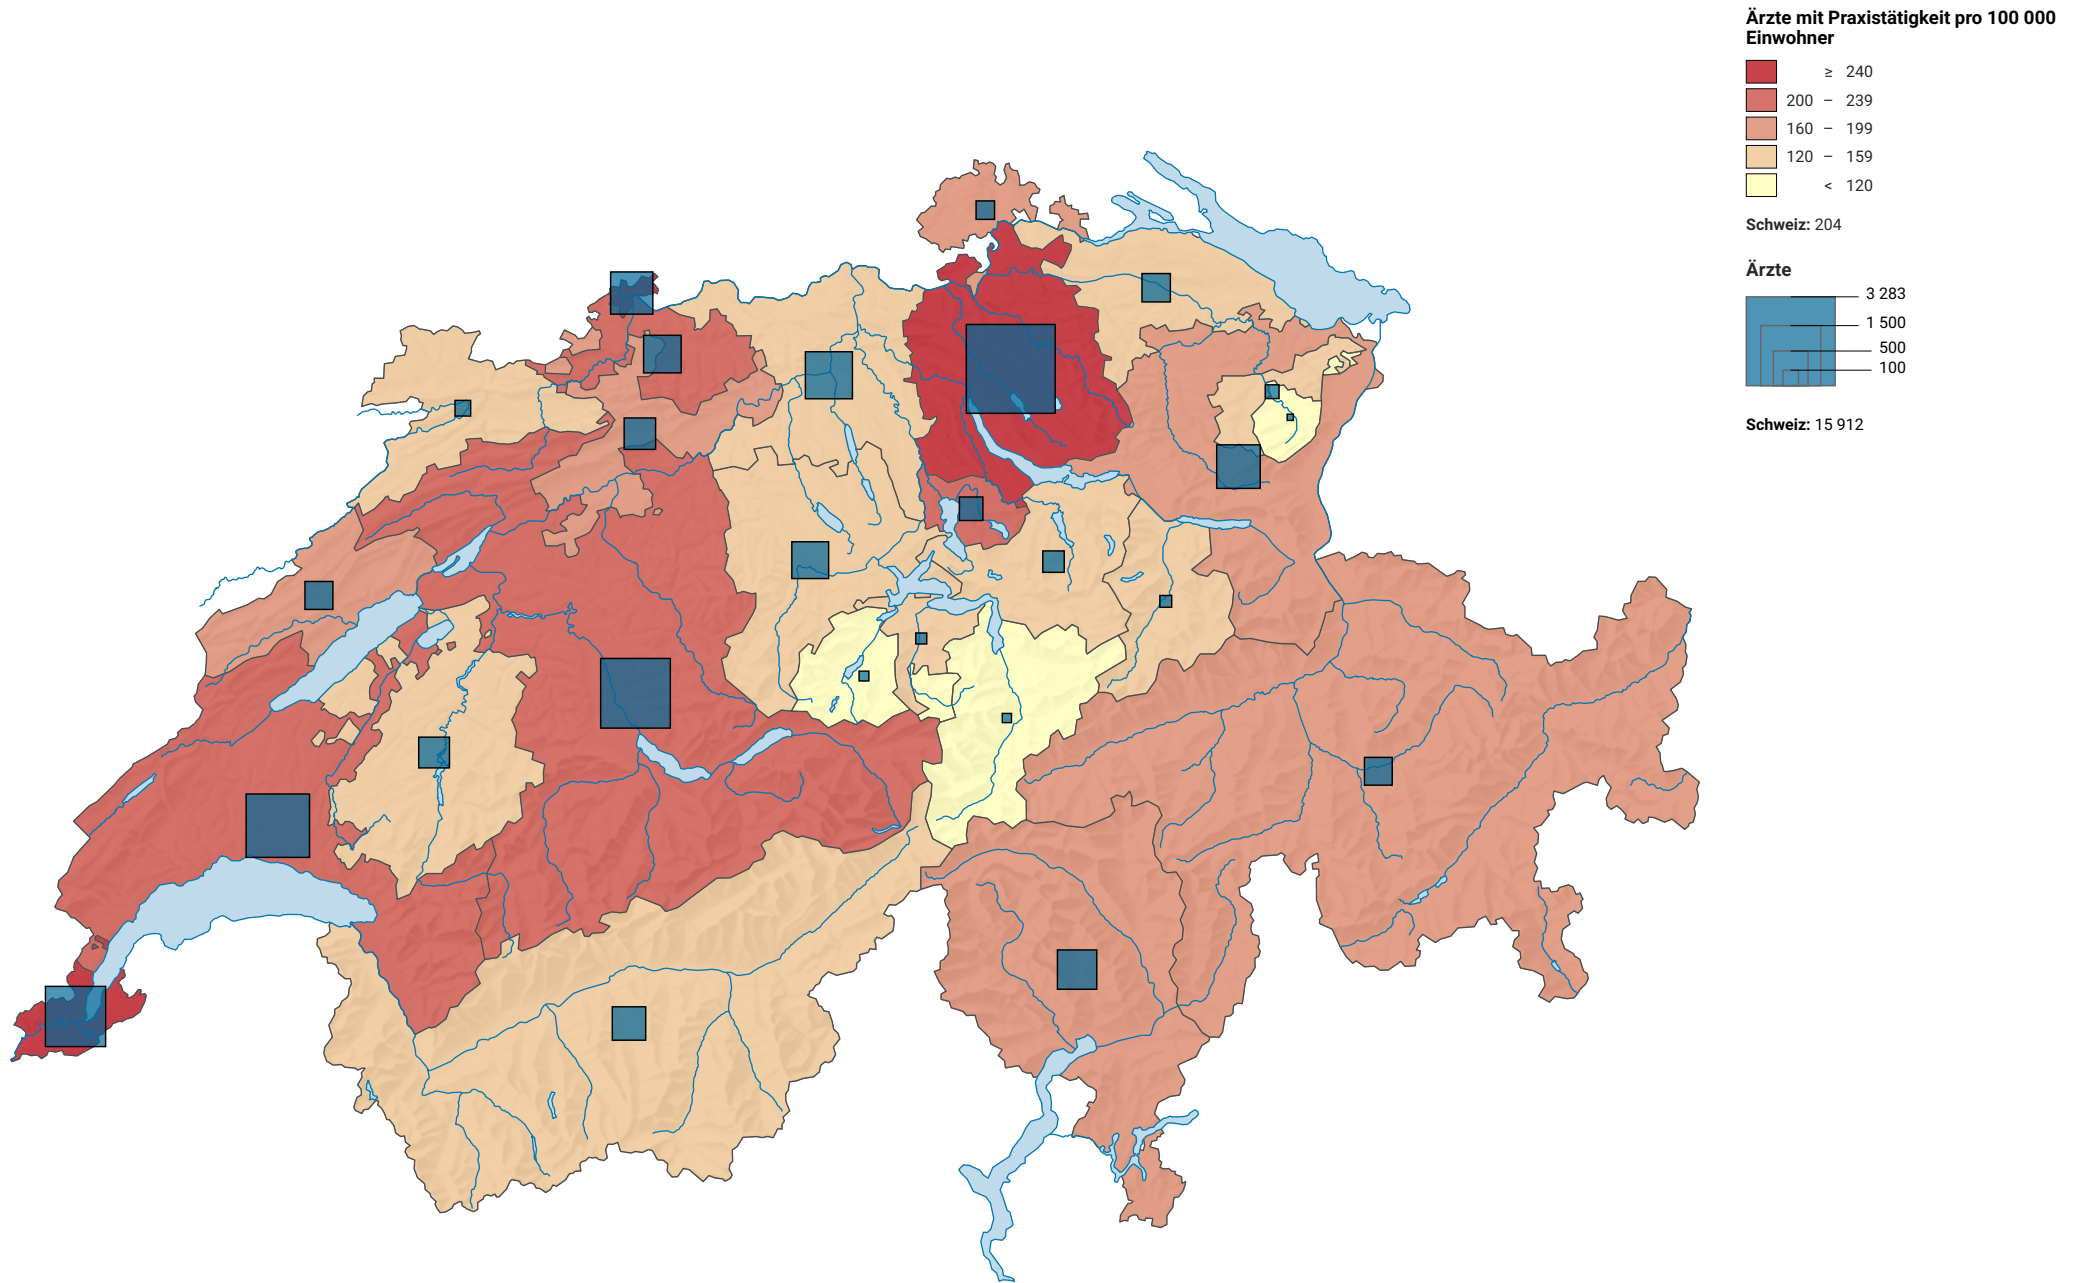 Ärzte mit Praxistätigkeit pro 100 000
Einwohner
≥ 240
200 – 239
160 – 199
120 – 159
< 120
Schweiz: 204
Ärzte
3 283
1 500
500
100
Schweiz: 15 912